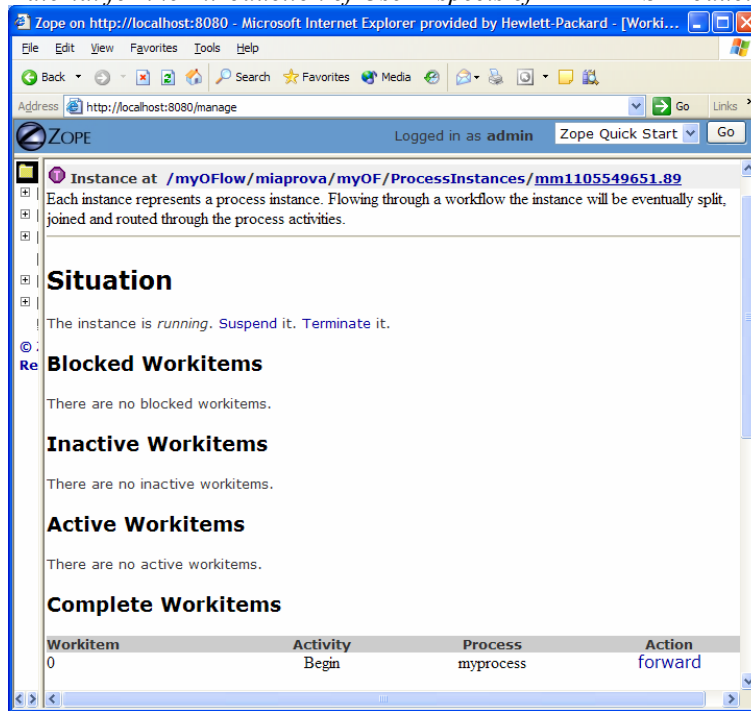 Zope on http://localhost:8080 - Microsoft Internet Explorer provided by Hewlett-Packard - [Worki...
File Edit View Favorites Tools Help
Back Search Favorites Media
Address http://localhost:8080/manage Go Links
ZOPE Logged in as admin Zope Quick Start Go
Instance at /myOFlow/miaprova/myOF/ProcessInstances/mm1105549651.89
Each instance represents a process instance. Flowing through a workflow the instance will be eventually split,
joined and routed through the process activities.
Situation
The instance is running. Suspend it. Terminate it.
©
Re
Blocked Workitems
There are no blocked workitems.
Inactive Workitems
There are no inactive workitems.
Active Workitems
There are no active workitems.
Complete Workitems
Workitem Activity Process Action
0 Begin myprocess forward